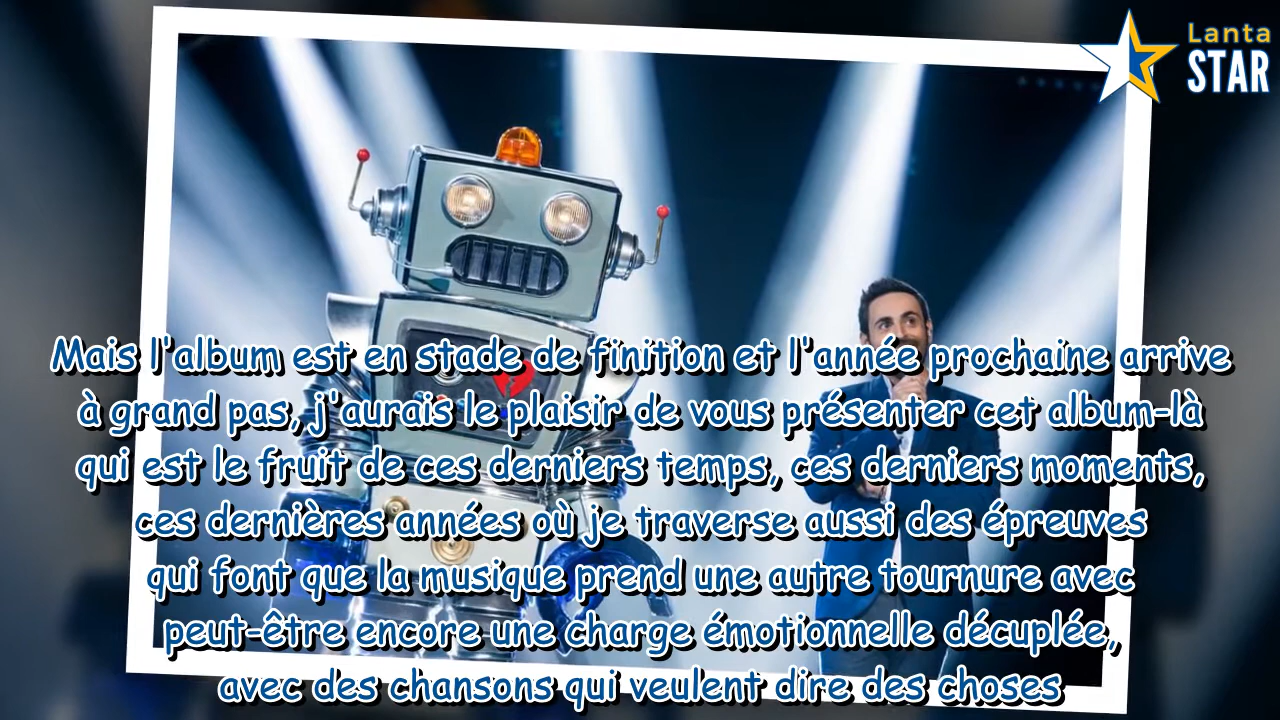 Lanta
STAR
Mais l'album est en stade de finition et l'année prochaine arrive
à grand pas, j'aurais le plaisir de vous présenter cet album-là
qui est le fruit de ces derniers temps, ces derniers moments,
ces dernières années où je traverse aussi des épreuves
qui font que la musique prend une autre tournure avec
peut-être encore une charge émotionnelle décuplée,
avec des chansons qui veulent dire des choses